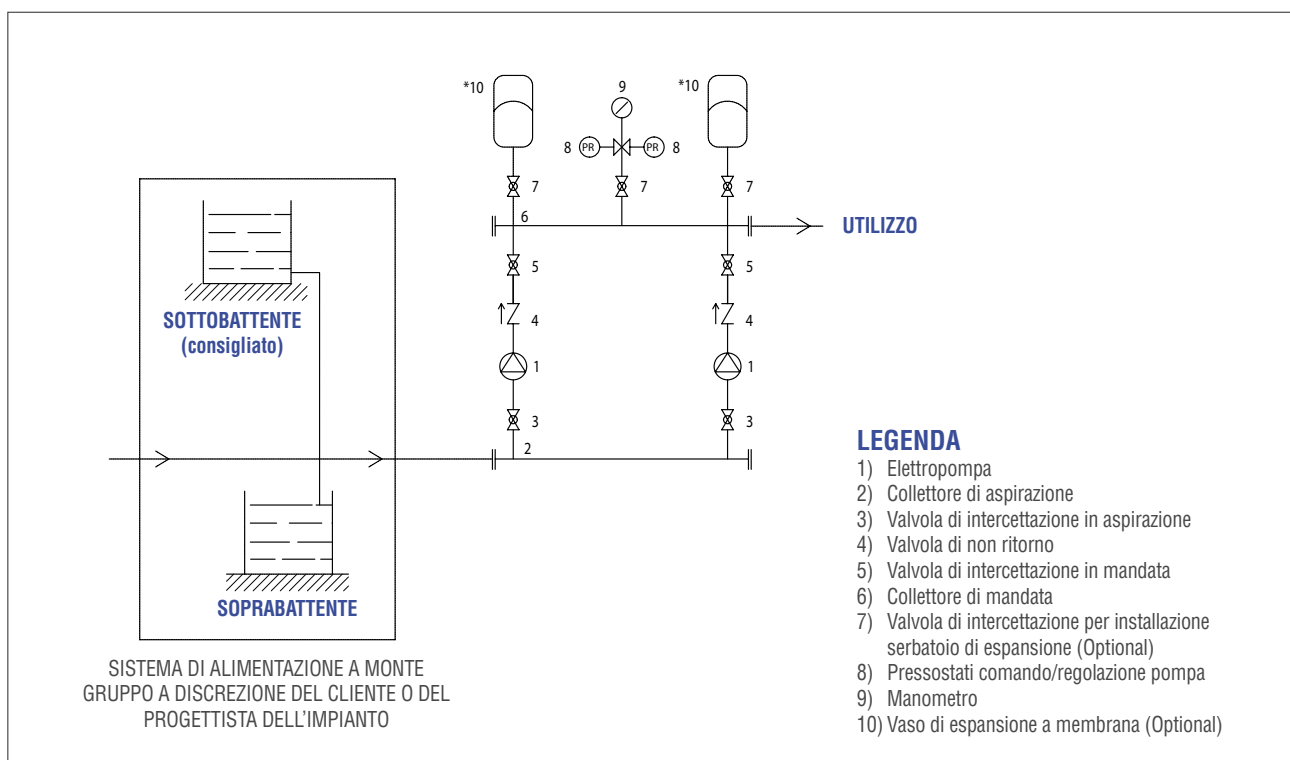 *10
9
*10
8
PR
PR
8
7
7
7
6
UTILIZZO
5
5
SOTTOBATTENTE
(consigliato)
4
4
1
1
3
3
2
SOPRABATTENTE
SISTEMA DI ALIMENTAZIONE A MONTE
GRUPPO A DISCREZIONE DEL CLIENTE O DEL
PROGETTISTA DELL'IMPIANTO
LEGENDA
1) Elettropompa
2) Collettore di aspirazione
3) Valvola di intercettazione in aspirazione
4) Valvola di non ritorno
5) Valvola di intercettazione in mandata
6) Collettore di mandata
7) Valvola di intercettazione per installazione
serbatoio di espansione (Optional)
8) Pressostati comando/regolazione pompa
9) Manometro
10) Vaso di espansione a membrana (Optional)